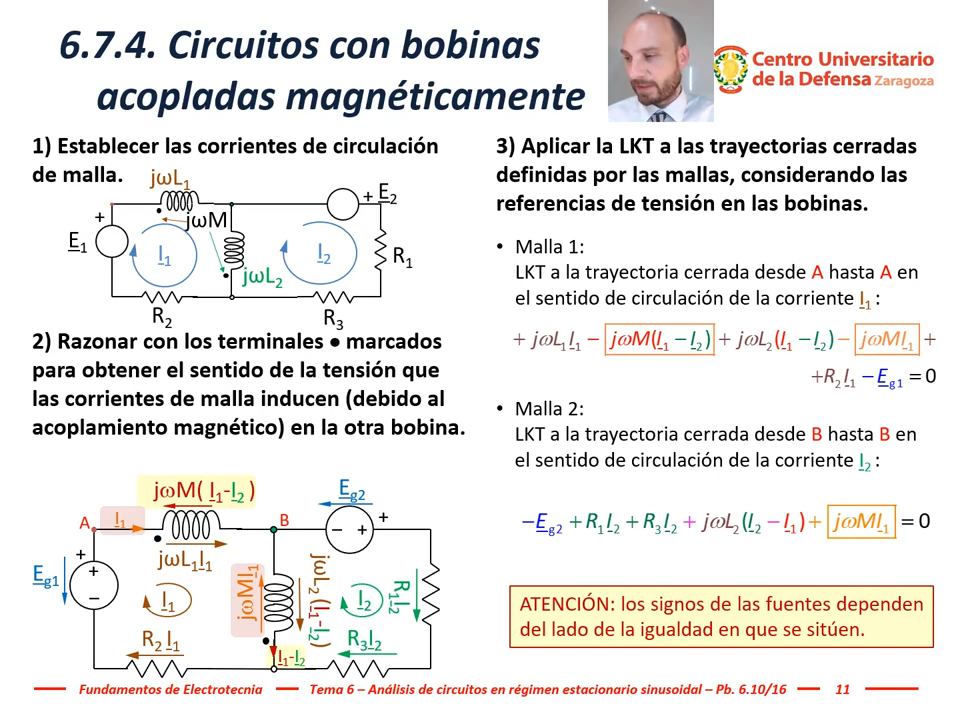 6.7.4. Circuitos con bobinas
acopladas magnéticamente
Centro Universitario
de la Defensa Zaragoza
1) Establecer las corrientes de circulación
de malla.
jωL1
+ E2
+
jωM
E1
I1
I2
R1
jωL2
R2
R3
2) Razonar con los terminales • marcados
para obtener el sentido de la tensión que
las corrientes de malla inducen (debido al
acoplamiento magnético) en la otra bobina.
jωM( I1-I2 )
Eg2
A
I1
B
− +
+
jωL1I1
+
Eg1
+
−
jωMI1
jωL2 (I1-I2)
R1I2
I1
I2
R2 I1
I1-I2
R3I2
3) Aplicar la LKT a las trayectorias cerradas
definidas por las mallas, considerando las
referencias de tensión en las bobinas.
• Malla 1:
LKT a la trayectoria cerrada desde A hasta A en
el sentido de circulación de la corriente I1 :
+ jωL1I1 − jωM(I1 − I2) + jωL2(I1 − I2) − jωMI1 +
+R2I1 − Eg1 = 0
• Malla 2:
LKT a la trayectoria cerrada desde B hasta B en
el sentido de circulación de la corriente I2 :
−Eg2 + R1I2 + R3I2 + jωL2(I2 − I1) + jωMI1 = 0
ATENCIÓN: los signos de las fuentes dependen
del lado de la igualdad en que se sitúen.
Fundamentos de Electrotecnia
Tema 6 – Análisis de circuitos en régimen estacionario sinusoidal – Pb. 6.10/16
11